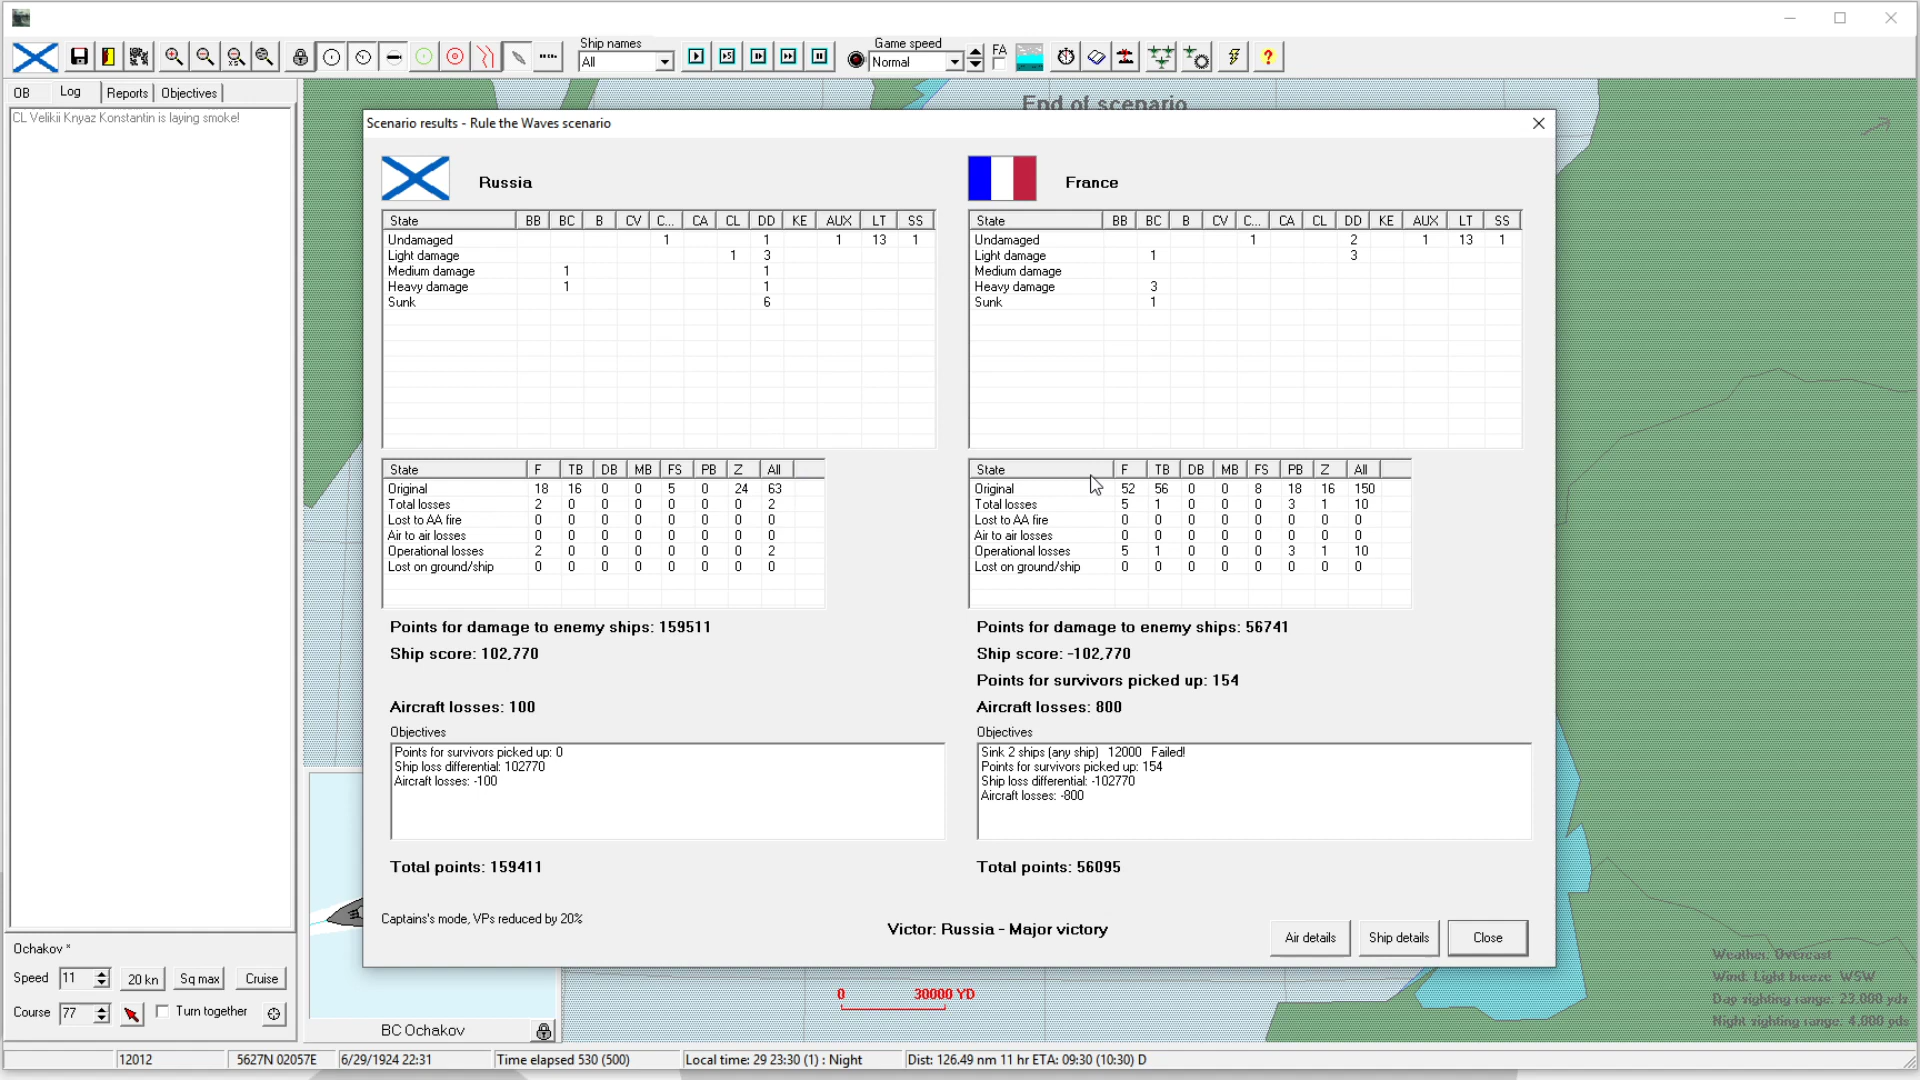 Ship names
All
Game speed
Normal
FA
OB Log Reports Objectives
CL Velikii Knyaz Konstantin is laying smoke!
End of scenario
Scenario results - Rule the Waves scenario
Russia
State BB BC B CV C... CA CL DD KE AUX LT SS
Undamaged 1 1 1 13 1
Light damage 1 3
Medium damage 1 1
Heavy damage 1 1
Sunk 6
State F TB DB MB FS PB Z All
Original 18 16 0 0 5 0 24 63
Total losses 2 0 0 0 0 0 0 2
Lost to AA fire 0 0 0 0 0 0 0 0
Air to air losses 0 0 0 0 0 0 0 0
Operational losses 2 0 0 0 0 0 0 2
Lost on ground/ship 0 0 0 0 0 0 0 0
Points for damage to enemy ships: 159511
Ship score: 102,770
Aircraft losses: 100
Objectives
Points for survivors picked up: 0
Ship loss differential: 102770
Aircraft losses: -100
Total points: 159411
Captains's mode, VPs reduced by 20%
France
State BB BC B CV C... CA CL DD KE AUX LT SS
Undamaged 1 2 1 13 1
Light damage 1 3
Medium damage
Heavy damage 3
Sunk 1
State F TB DB MB FS PB Z All
Original 52 56 0 0 8 18 16 150
Total losses 5 1 0 0 0 3 1 10
Lost to AA fire 0 0 0 0 0 0 0 0
Air to air losses 0 0 0 0 0 0 0 0
Operational losses 5 1 0 0 0 3 1 10
Lost on ground/ship 0 0 0 0 0 0 0 0
Points for damage to enemy ships: 56741
Ship score: -102,770
Points for survivors picked up: 154
Aircraft losses: 800
Objectives
Sink 2 ships (any ship) 12000 Failed!
Points for survivors picked up: 154
Ship loss differential: -102770
Aircraft losses: -800
Total points: 56095
Victor: Russia - Major victory
Air details Ship details Close
Ochakov *
Speed 11 20 kn Sq max Cruise
Course 77 Turn together
BC Ochakov
0 30000 YD
Weather: Overcast
Wind: Light breeze WSW
Day sighting range: 23,000 yds
Night sighting range: 4,000 yds
12012 5627N 02057E 6/29/1924 22:31 Time elapsed 530 (500) Local time: 29 23:30 (1) : Night Dist: 126.49 nm 11 hr ETA: 09:30 (10:30) D